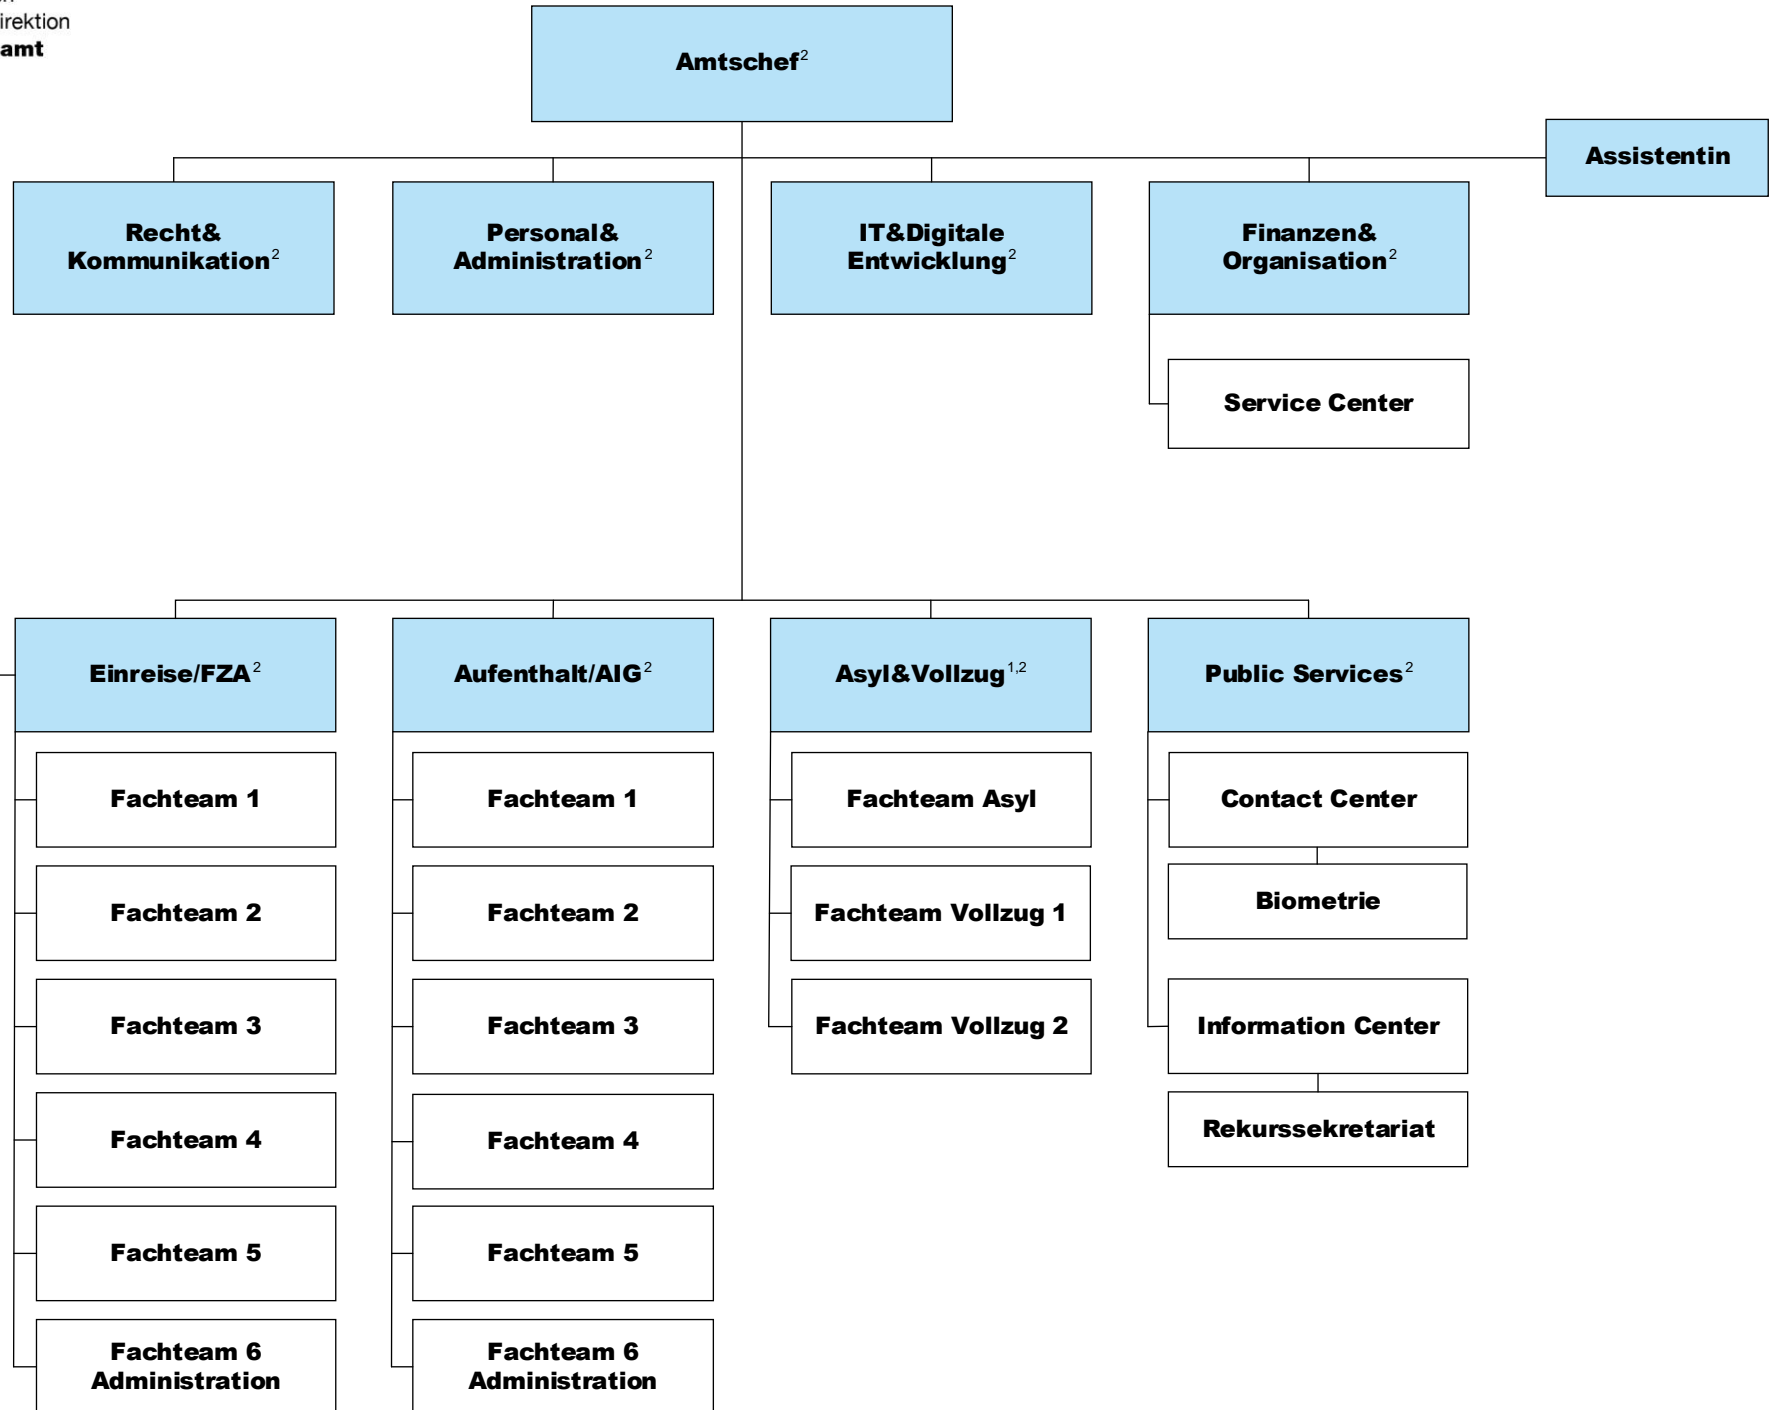 amt
Amtschef²
Assistentin
Recht&
Kommunikation²
Personal&
Administration²
IT&Digitale
Entwicklung²
Finanzen&
Organisation²
Service Center
Einreise/FZA²
Aufenthalt/AIG²
Asyl&Vollzug¹,²
Public Services²
Fachteam 1
Fachteam 2
Fachteam 3
Fachteam 4
Fachteam 5
Fachteam 6
Administration
Fachteam 1
Fachteam 2
Fachteam 3
Fachteam 4
Fachteam 5
Fachteam 6
Administration
Fachteam Asyl
Fachteam Vollzug 1
Fachteam Vollzug 2
Contact Center
Biometrie
Information Center
Rekurssekretariat